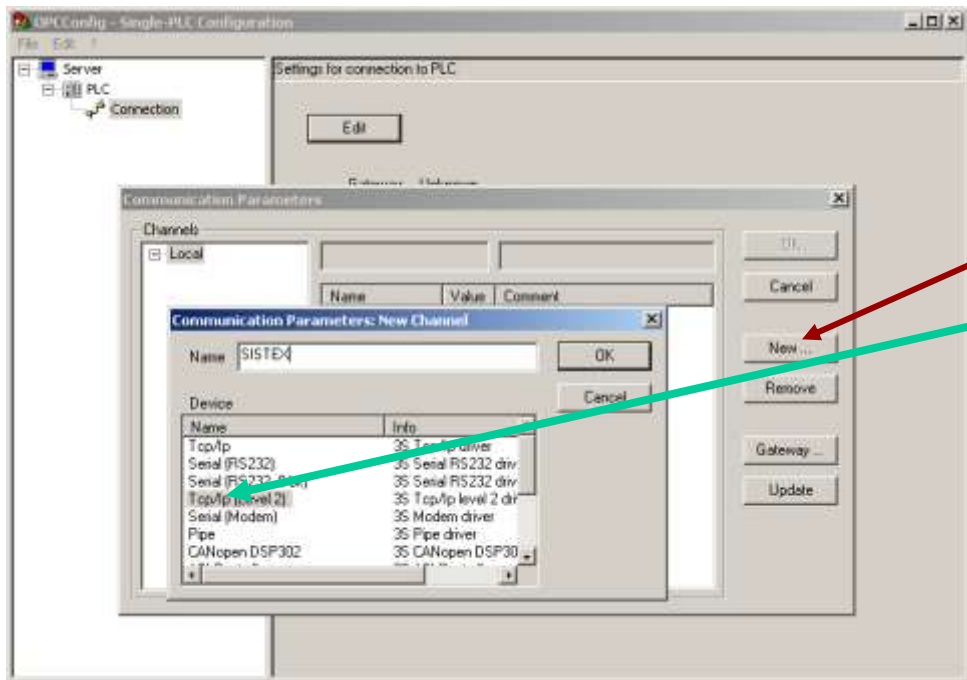 OPCConfig - Single-PLC Configuration
File Edit ?
Server
PLC
Connection
Settings for connection to PLC
Edit
Gateway Unknown
Communication Parameters
Channels
Local
OK
Cancel
Name Value Comment
New ...
Remove
Gateway ...
Update
Communication Parameters: New Channel
Name SISTEX
OK
Cancel
Device
Name Info
Tcp/Ip 3S Tcp/Ip driver
Serial (RS232) 3S Serial RS232 driv
Serial (RS232 3S Serial RS232 driv
Tcp/Ip (Level 2) 3S Tcp/Ip level 2 dri
Serial (Modem) 3S Modem driver
Pipe 3S Pipe driver
CANopen DSP302 3S CANopen DSP30